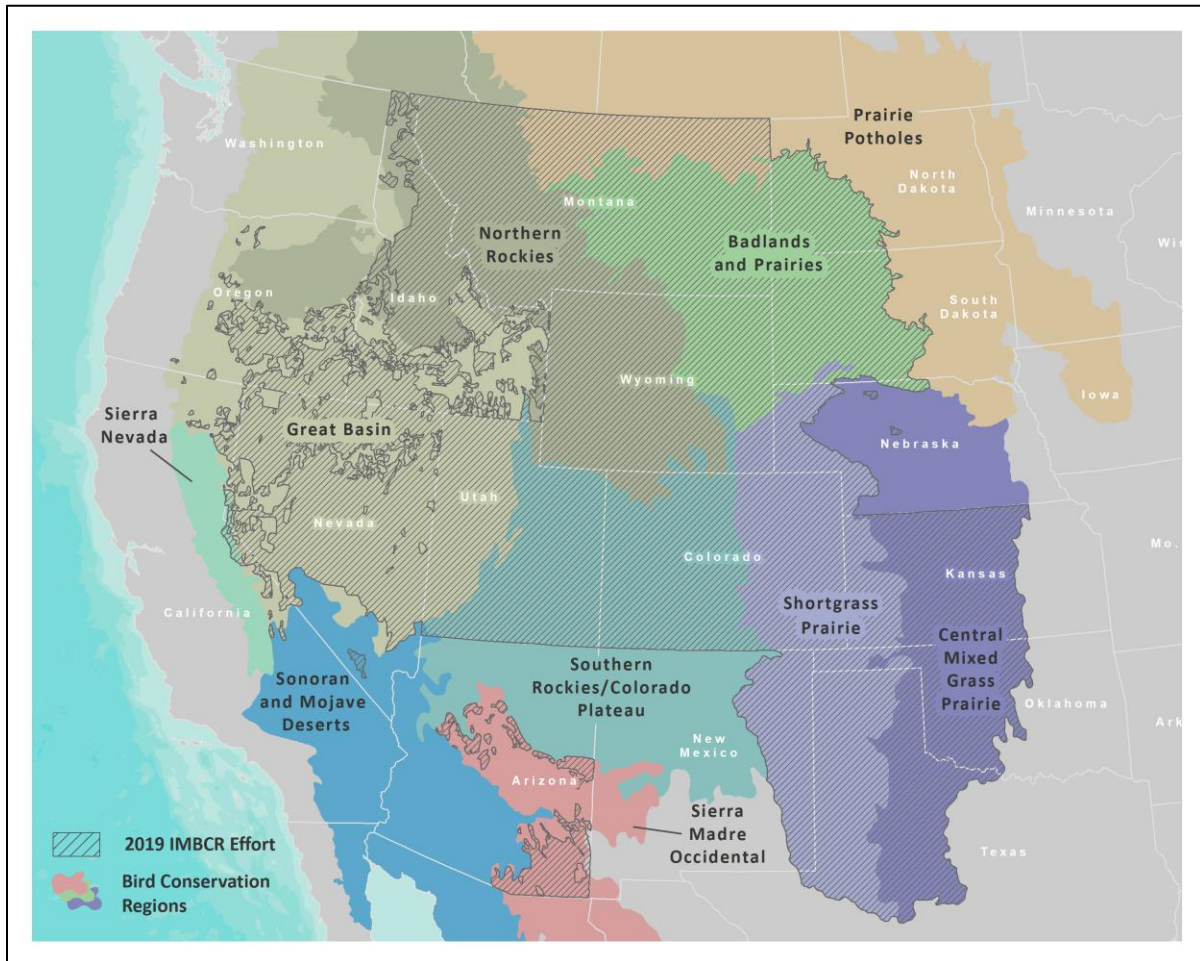 Prairie
Potholes
Washington
North
Dakota
Montana
Minnesota
Wis
Northern
Rockies
Badlands
and Prairies
Oregon
Idaho
South
Dakota
Wyoming
Iowa
Sierra
Nevada
Great Basin
Nebraska
Utah
Nevada
Colorado
Mo.
Kansas
California
Shortgrass
Prairie
Central
Mixed
Grass
Prairie
Sonoran
and Mojave
Deserts
Southern
Rockies/Colorado
Plateau
Oklahoma
Ark
New
Mexico
Arizona
Sierra
Madre
Occidental
Texas
2019 IMBCR Effort
Bird Conservation
Regions